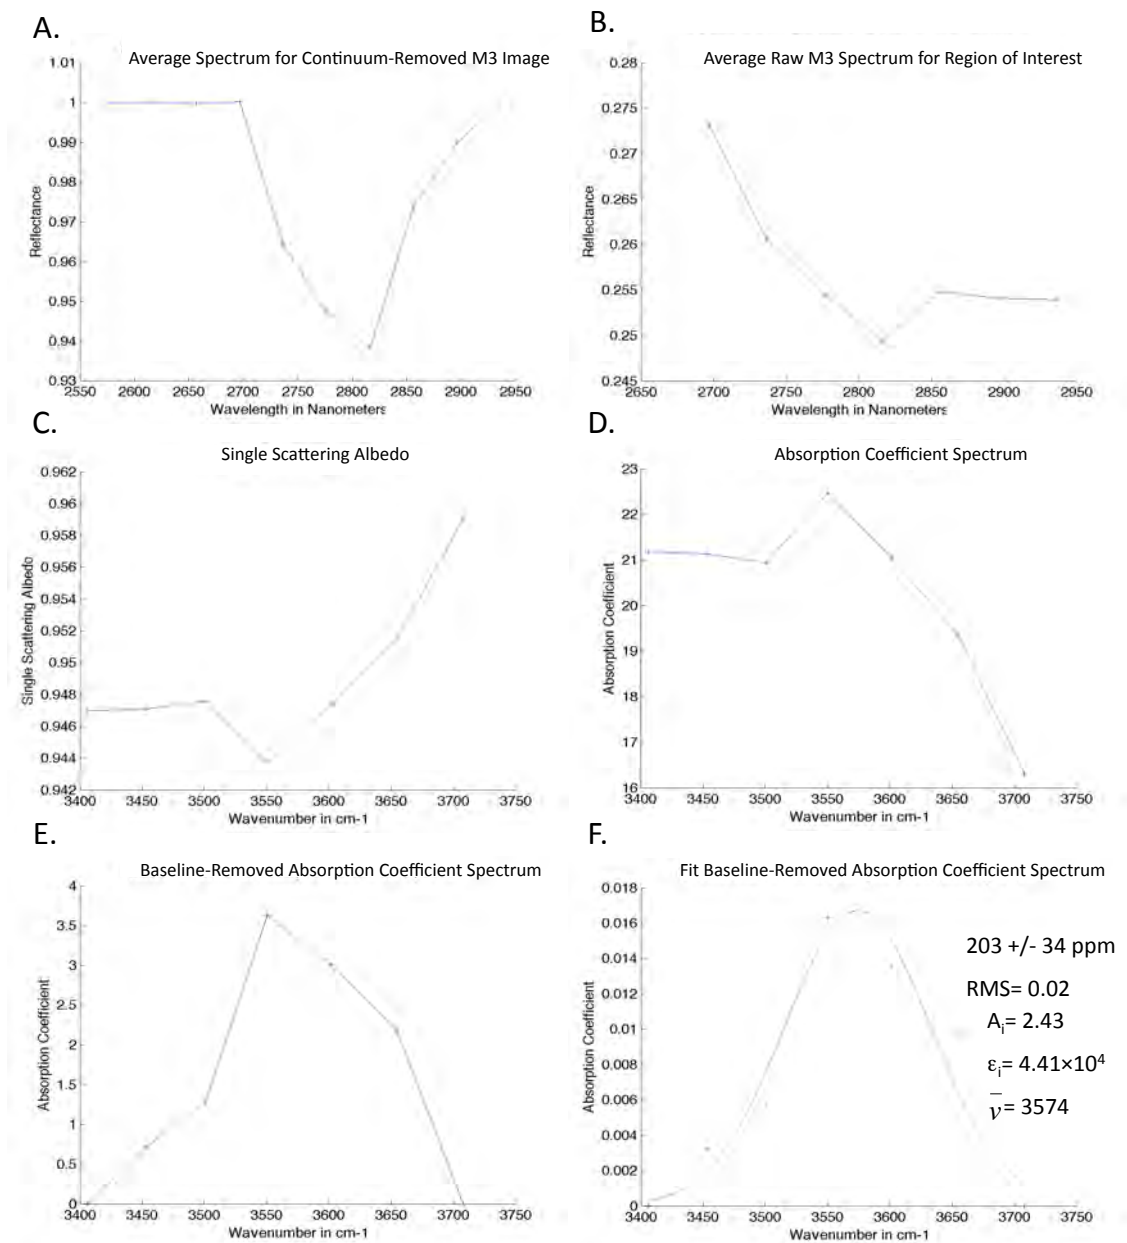 A.
Average Spectrum for Continuum-Removed M3 Image
1.01
1
0.99
0.98
0.97
0.96
0.95
0.94
0.93
Reflectance
2550 2600 2650 2700 2750 2800 2850 2900 2950
Wavelength in Nanometers
B.
Average Raw M3 Spectrum for Region of Interest
0.28
0.275
0.27
0.265
0.26
0.255
0.25
0.245
Reflectance
2650 2700 2750 2800 2850 2900 2950
Wavelength in Nanometers
C.
Single Scattering Albedo
0.962
0.96
0.958
0.956
0.954
0.952
0.95
0.948
0.946
0.944
0.942
Single Scattering Albedo
3400 3450 3500 3550 3600 3650 3700 3750
Wavenumber in cm-1
D.
Absorption Coefficient Spectrum
23
22
21
20
19
18
17
16
Absorption Coefficient
3400 3450 3500 3550 3600 3650 3700 3750
Wavenumber in cm-1
E.
Baseline-Removed Absorption Coefficient Spectrum
4
3.5
3
2.5
2
1.5
1
0.5
0
Absorption Coefficient
3400 3450 3500 3550 3600 3650 3700 3750
Wavenumber in cm-1
F.
Fit Baseline-Removed Absorption Coefficient Spectrum
0.018
0.016
0.014
0.012
0.01
0.008
0.006
0.004
0.002
0
Absorption Coefficient
203 +/- 34 ppm
RMS= 0.02
Aᵢ= 2.43
εᵢ= 4.41×10⁴
ν̅= 3574
3400 3450 3500 3550 3600 3650 3700 3750
Wavenumber in cm-1